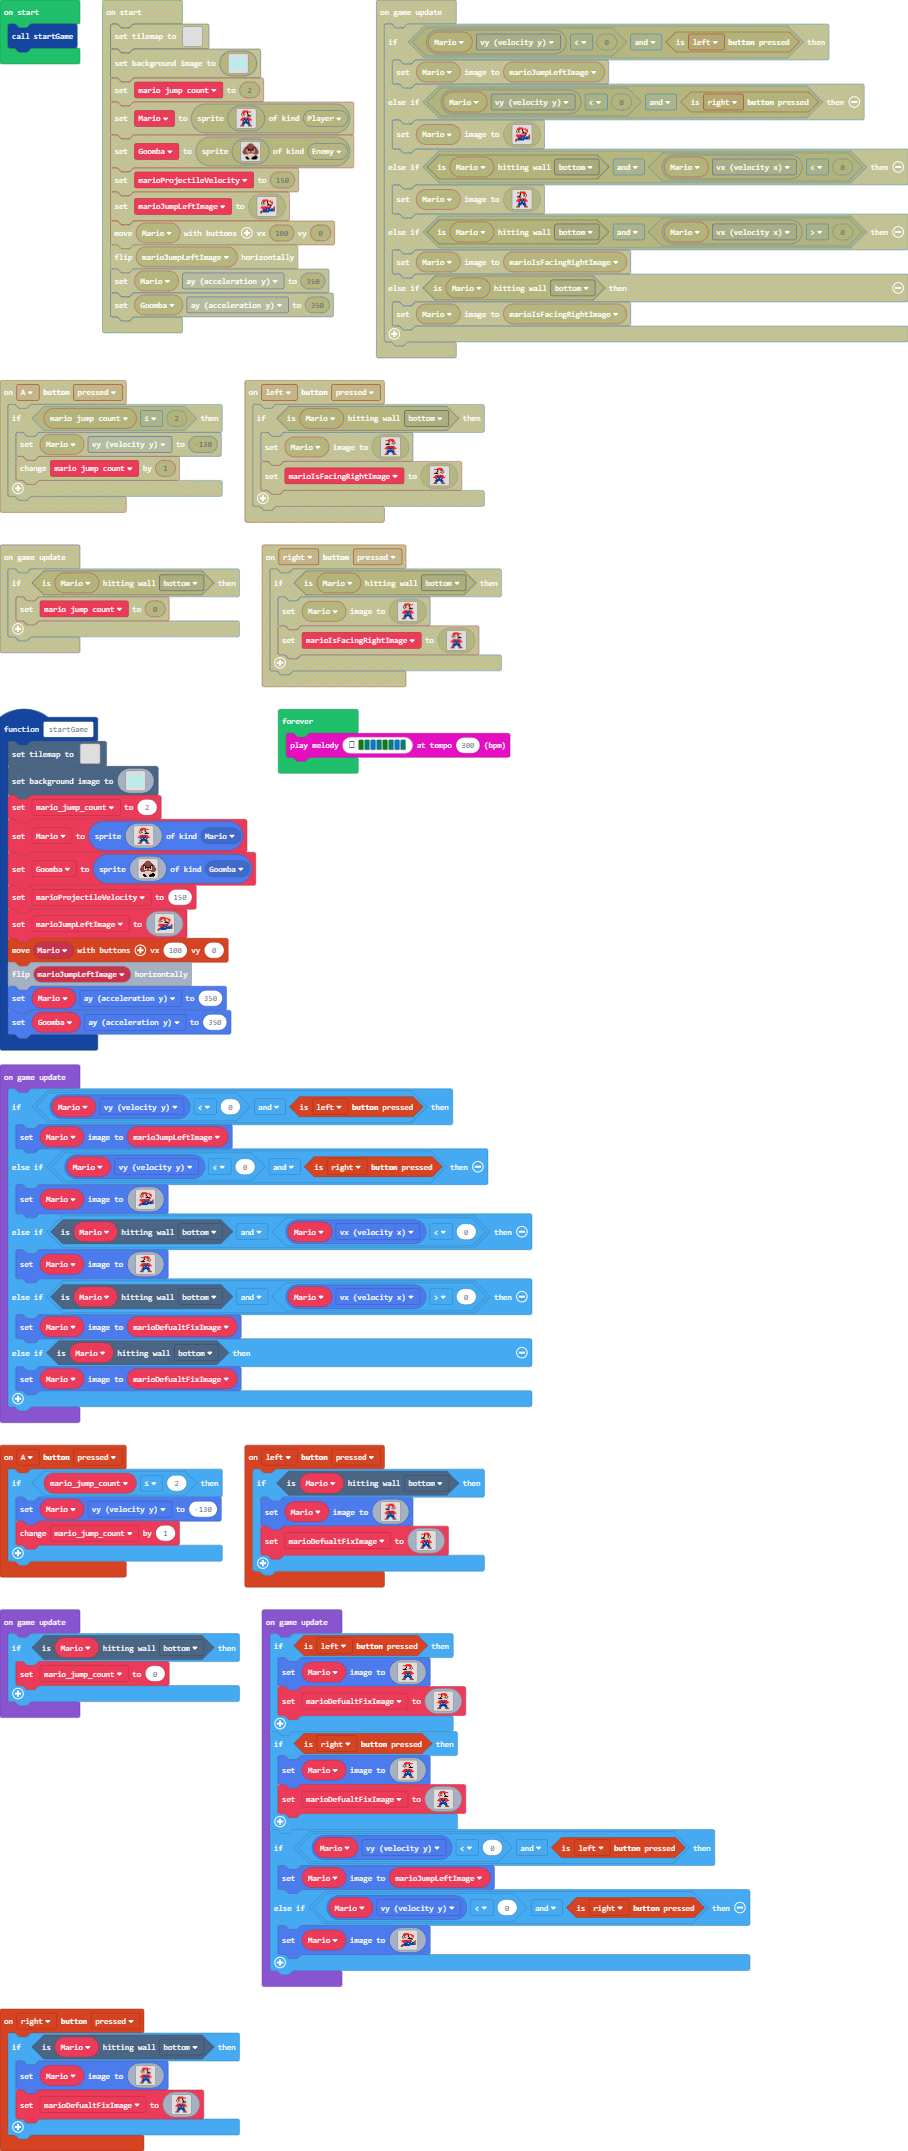 on start
call startGame
on start
set tilemap to
set background image to
set mario jump count to 2
set Mario to sprite of kind Player
set Goomba to sprite of kind Enemy
set marioProjectileVelocity to 150
set marioJumpLeftImage to
move Mario with buttons vx 100 vy 0
flip marioJumpLeftImage horizontally
set Mario ay (acceleration y) to 350
set Goomba ay (acceleration y) to 350
on game update
if Mario vy (velocity y) < 0 and is left button pressed then
set Mario image to marioJumpLeftImage
else if Mario vy (velocity y) < 0 and is right button pressed then
set Mario image to
else if is Mario hitting wall bottom and Mario vx (velocity x) < 0 then
set Mario image to
else if is Mario hitting wall bottom and Mario vx (velocity x) > 0 then
set Mario image to marioIsFacingRightImage
else if is Mario hitting wall bottom then
set Mario image to marioIsFacingRightImage
on A button pressed
if mario jump count ≤ 2 then
set Mario vy (velocity y) to -130
change mario jump count by 1
on left button pressed
if is Mario hitting wall bottom then
set Mario image to
set marioIsFacingRightImage to
on game update
if is Mario hitting wall bottom then
set mario jump count to 0
on right button pressed
if is Mario hitting wall bottom then
set Mario image to
set marioIsFacingRightImage to
function startGame
set tilemap to
set background image to
set mario_jump_count to 2
set Mario to sprite of kind Mario
set Goomba to sprite of kind Goomba
set marioProjectileVelocity to 150
set marioJumpLeftImage to
move Mario with buttons vx 100 vy 0
flip marioJumpLeftImage horizontally
set Mario ay (acceleration y) to 350
set Goomba ay (acceleration y) to 350
forever
play melody at tempo 300 (bpm)
on game update
if Mario vy (velocity y) < 0 and is left button pressed then
set Mario image to marioJumpLeftImage
else if Mario vy (velocity y) < 0 and is right button pressed then
set Mario image to
else if is Mario hitting wall bottom and Mario vx (velocity x) < 0 then
set Mario image to
else if is Mario hitting wall bottom and Mario vx (velocity x) > 0 then
set Mario image to marioDefualtFixImage
else if is Mario hitting wall bottom then
set Mario image to marioDefualtFixImage
on A button pressed
if mario_jump_count ≤ 2 then
set Mario vy (velocity y) to -130
change mario_jump_count by 1
on left button pressed
if is Mario hitting wall bottom then
set Mario image to
set marioDefualtFixImage to
on game update
if is Mario hitting wall bottom then
set mario_jump_count to 0
on game update
if is left button pressed then
set Mario image to
set marioDefualtFixImage to
if is right button pressed then
set Mario image to
set marioDefualtFixImage to
if Mario vy (velocity y) < 0 and is left button pressed then
set Mario image to marioJumpLeftImage
else if Mario vy (velocity y) < 0 and is right button pressed then
set Mario image to
on right button pressed
if is Mario hitting wall bottom then
set Mario image to
set marioDefualtFixImage to